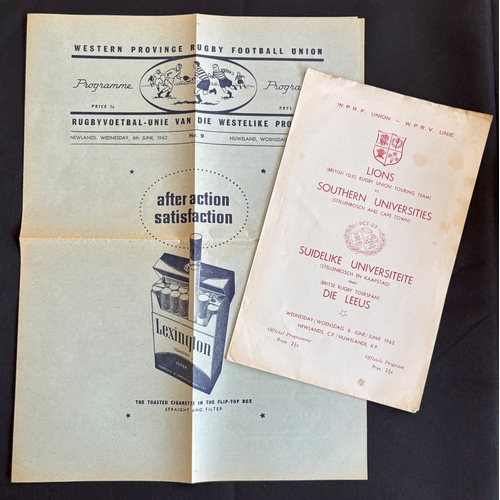 WESTERN PROVINCE RUGBY FOOTBALL UNION
Programme
PRICE
RUGBYVOETBAL-UNIE VAN DIE WESTELIKE PRO
NEWLANDS, WEDNESDAY, 6th JUNE, 1962
No. 9.
NUWELAND, WOENSDAG
after action
satisfaction
Lexington
THE TOASTED CIGARETTE IN THE FLIP-TOP BOX
STRAIGHT AND FILTER
W.P.R.F. UNION — W.P.R.V. UNIE
LIONS
(BRITISH ISLES RUGBY UNION TOURING TEAM)
vs.
SOUTHERN UNIVERSITIES
(STELLENBOSCH AND CAPE TOWN)
UCT-US
SUIDELIKE UNIVERSITEITE
(STELLENBOSCH EN KAAPSTAD)
teen
(BRITSE RUGBY TOERSPAN)
DIE LEEUS
WEDNESDAY/WOENSDAG 6 JUNE/JUNIE 1962
NEWLANDS, C.P./NUWELANDS, K.P.
Official Programme
Price 2½c
Offisiële Program
Prys 2½c